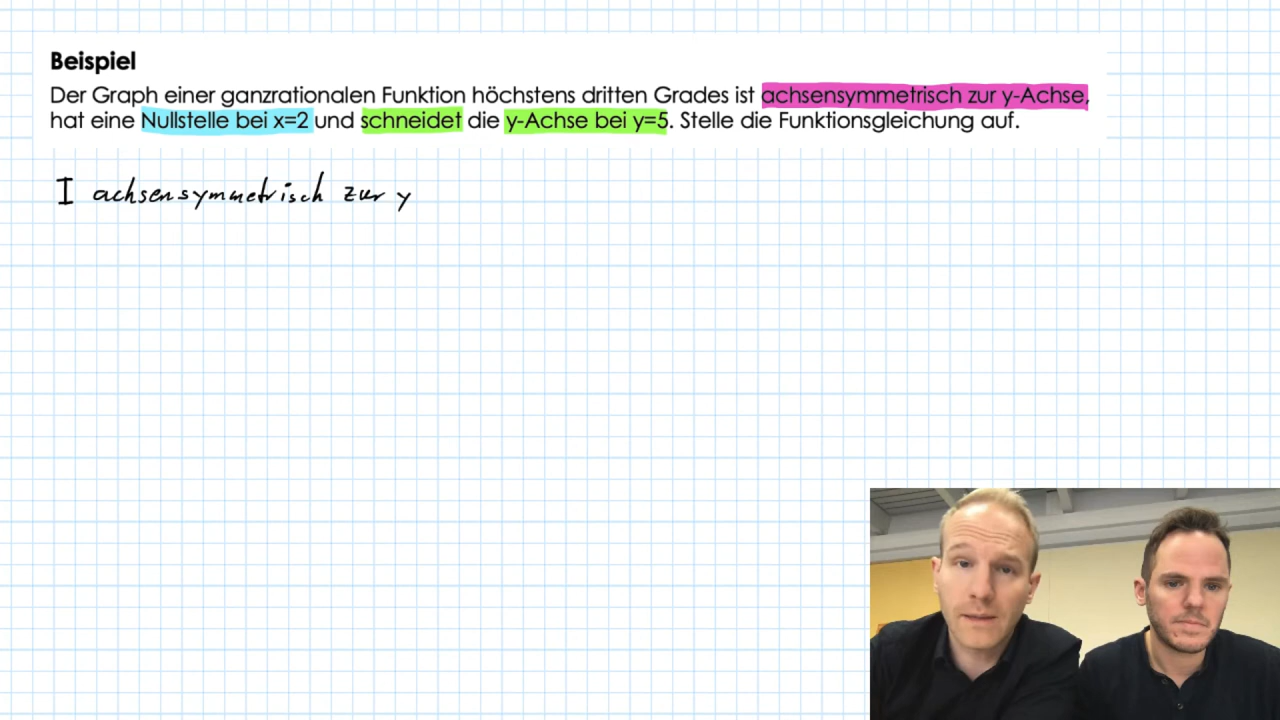 Beispiel
Der Graph einer ganzrationalen Funktion höchstens dritten Grades ist achsensymmetrisch zur y-Achse,
hat eine Nullstelle bei x=2 und schneidet die y-Achse bei y=5. Stelle die Funktionsgleichung auf.
I achsensymmetrisch zur y